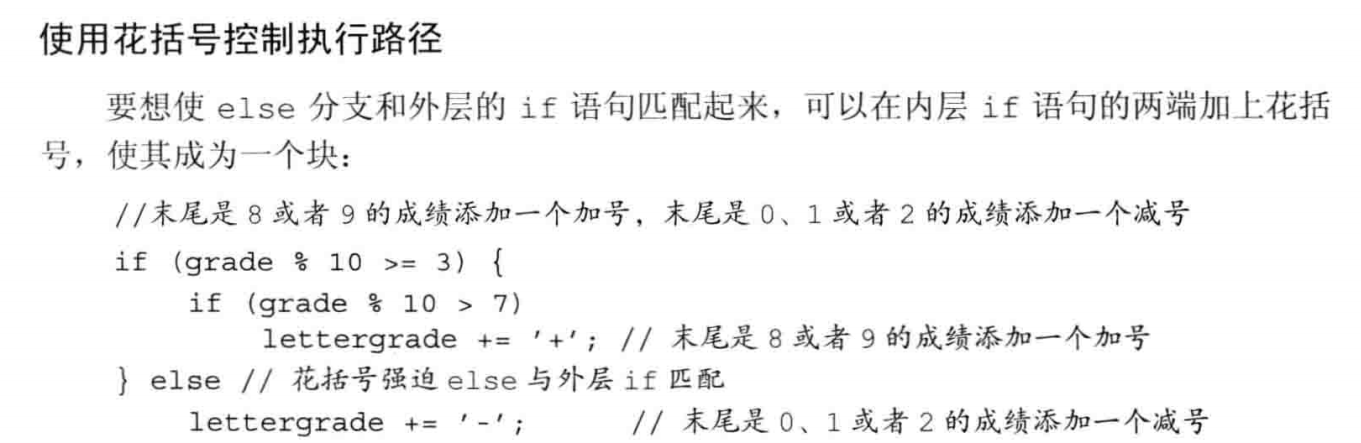 使用花括号控制执行路径
要想使 else 分支和外层的 if 语句匹配起来，可以在内层 if 语句的两端加上花括
号，使其成为一个块：
//末尾是 8 或者 9 的成绩添加一个加号，末尾是 0、1 或者 2 的成绩添加一个减号
if (grade % 10 >= 3) {
if (grade % 10 > 7)
lettergrade += '+'; // 末尾是 8 或者 9 的成绩添加一个加号
} else // 花括号强迫 else 与外层 if 匹配
lettergrade += '-'; // 末尾是 0、1 或者 2 的成绩添加一个减号